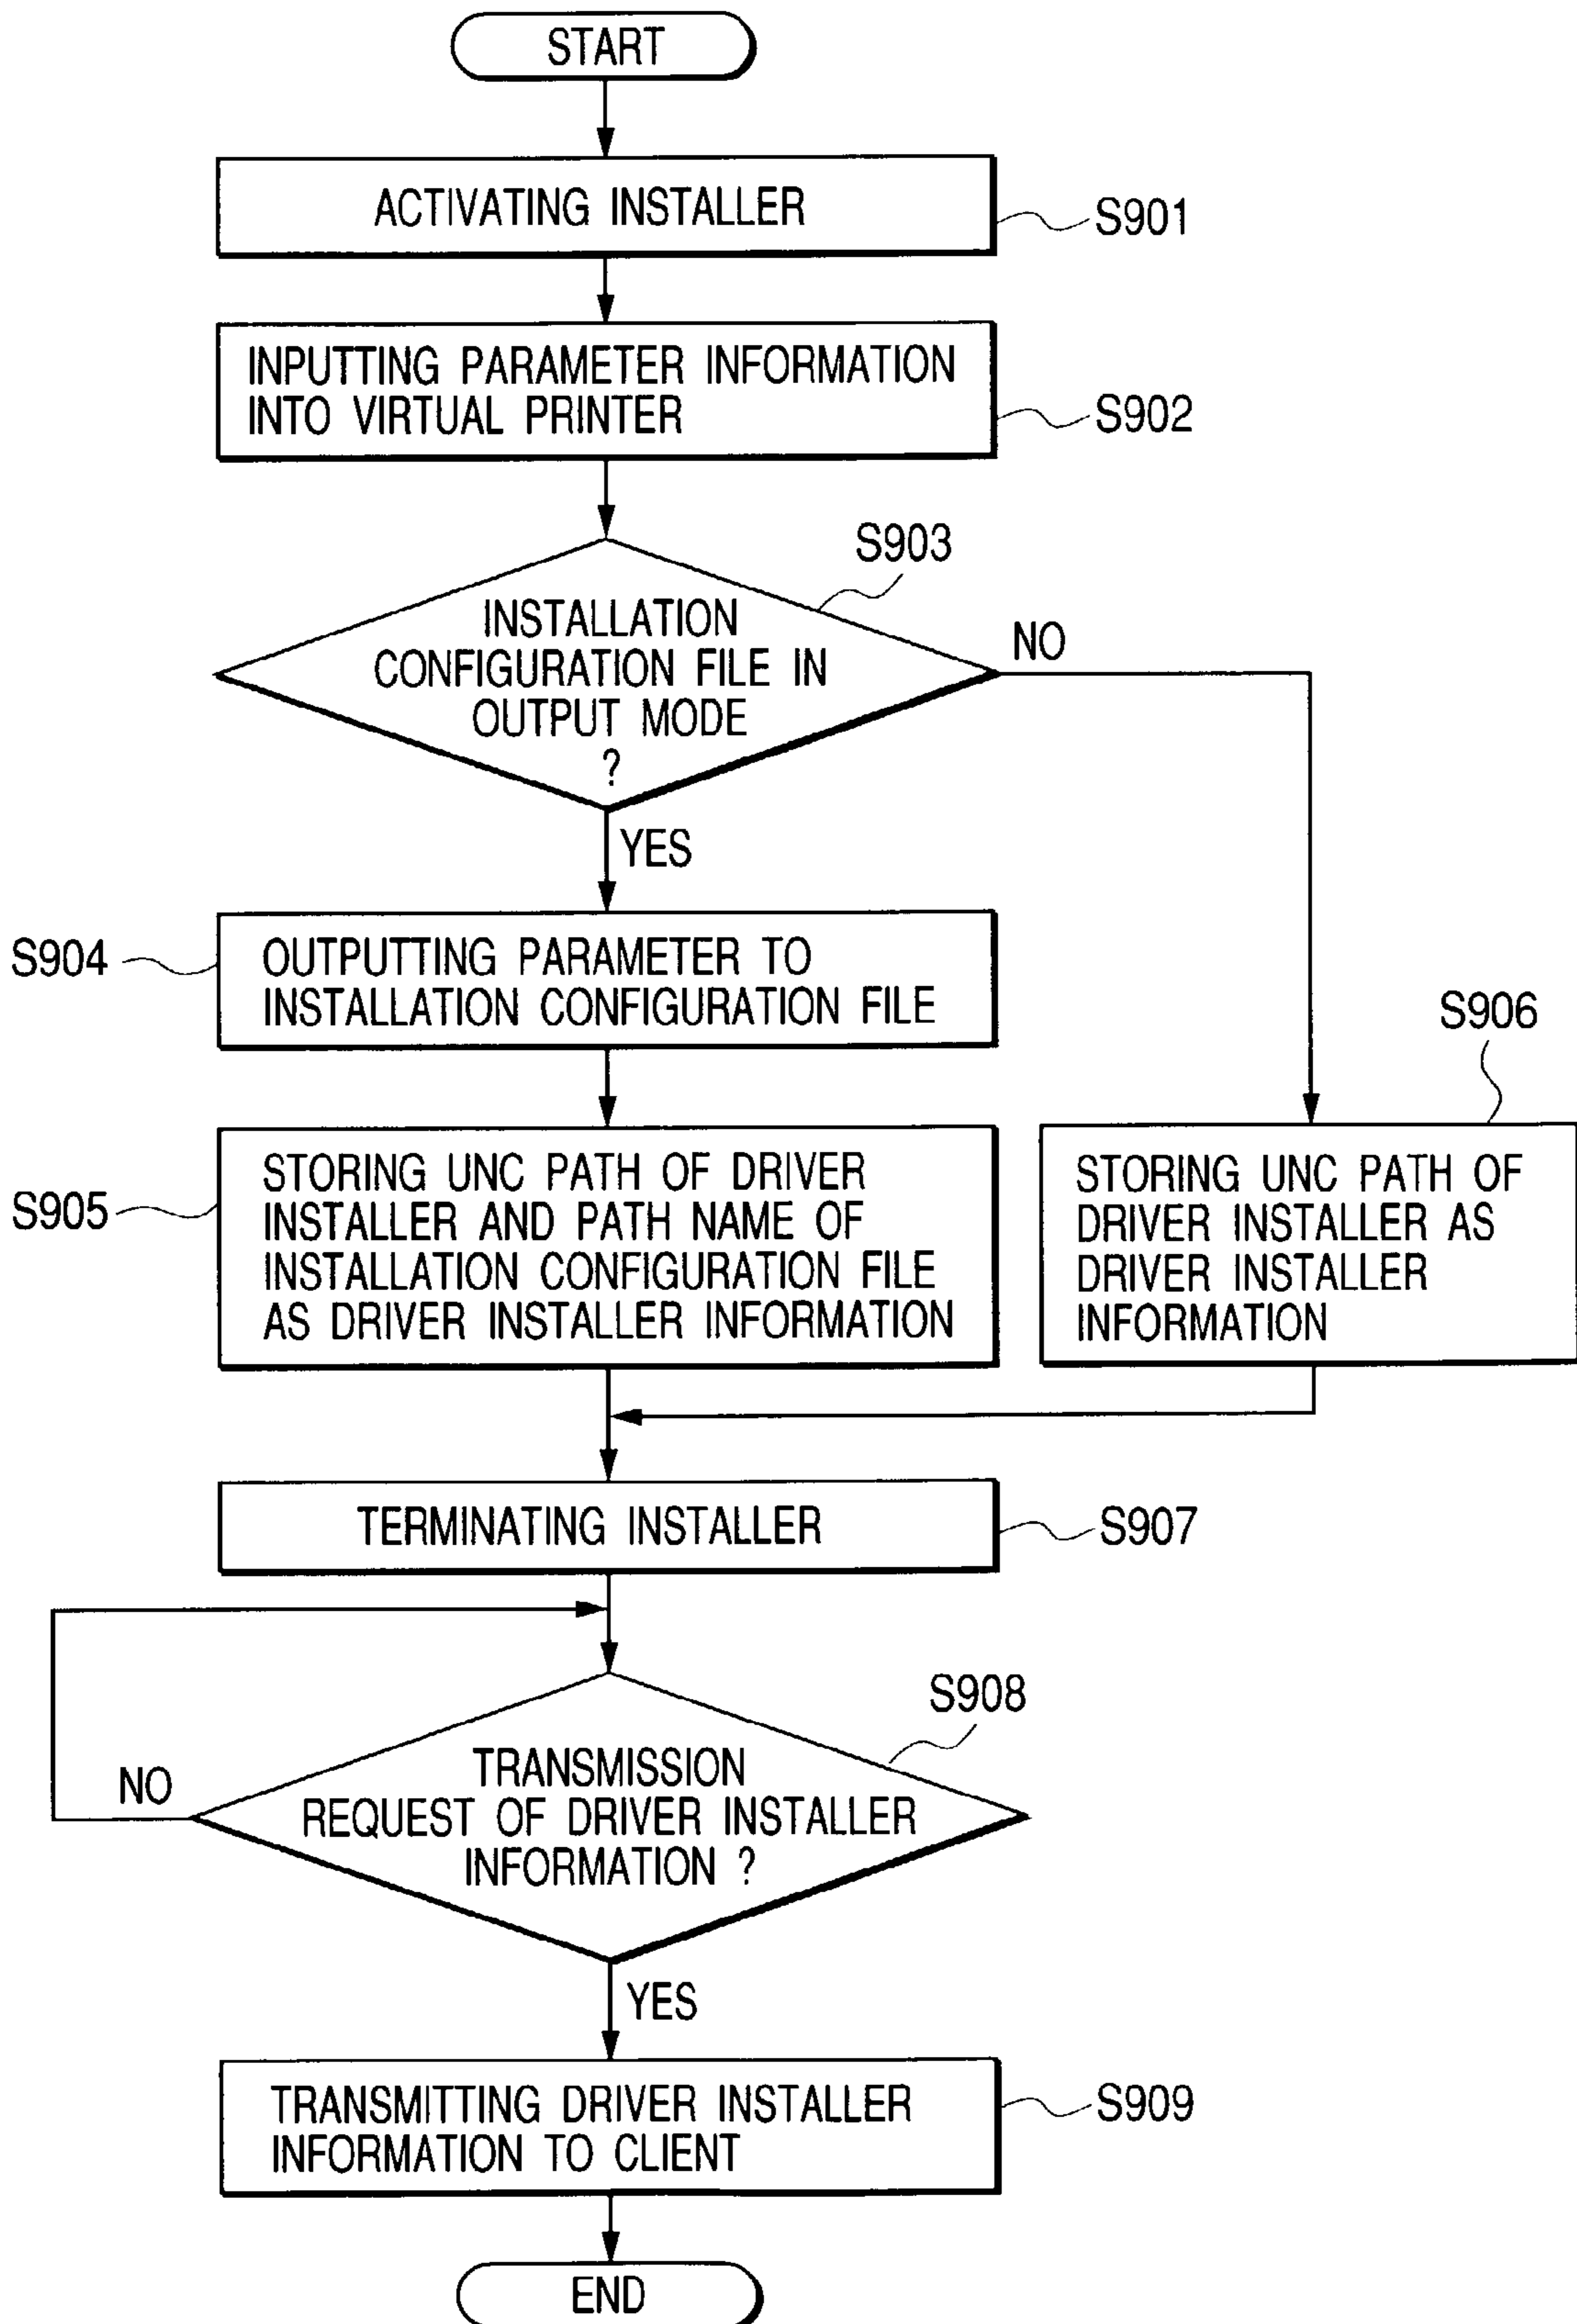 START
ACTIVATING INSTALLER
S901
INPUTTING PARAMETER INFORMATION
INTO VIRTUAL PRINTER
S902
S903
INSTALLATION
CONFIGURATION FILE IN
OUTPUT MODE
?
NO
YES
S904
OUTPUTTING PARAMETER TO
INSTALLATION CONFIGURATION FILE
S905
STORING UNC PATH OF DRIVER
INSTALLER AND PATH NAME OF
INSTALLATION CONFIGURATION FILE
AS DRIVER INSTALLER INFORMATION
S906
STORING UNC PATH OF
DRIVER INSTALLER AS
DRIVER INSTALLER
INFORMATION
TERMINATING INSTALLER
S907
S908
TRANSMISSION
REQUEST OF DRIVER INSTALLER
INFORMATION ?
NO
YES
TRANSMITTING DRIVER INSTALLER
INFORMATION TO CLIENT
S909
END